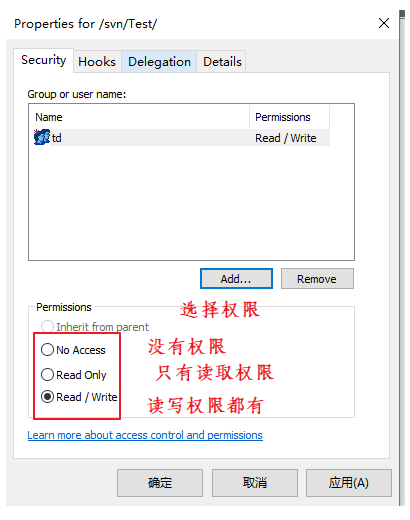 Properties for /svn/Test/
Security Hooks Delegation Details
Group or user name:
Name Permissions
td Read / Write
Add... Remove
Permissions
选择权限
Inherit from parent
No Access 没有权限
Read Only 只有读取权限
Read / Write 读写权限都有
Learn more about access control and permissions
确定 取消 应用(A)